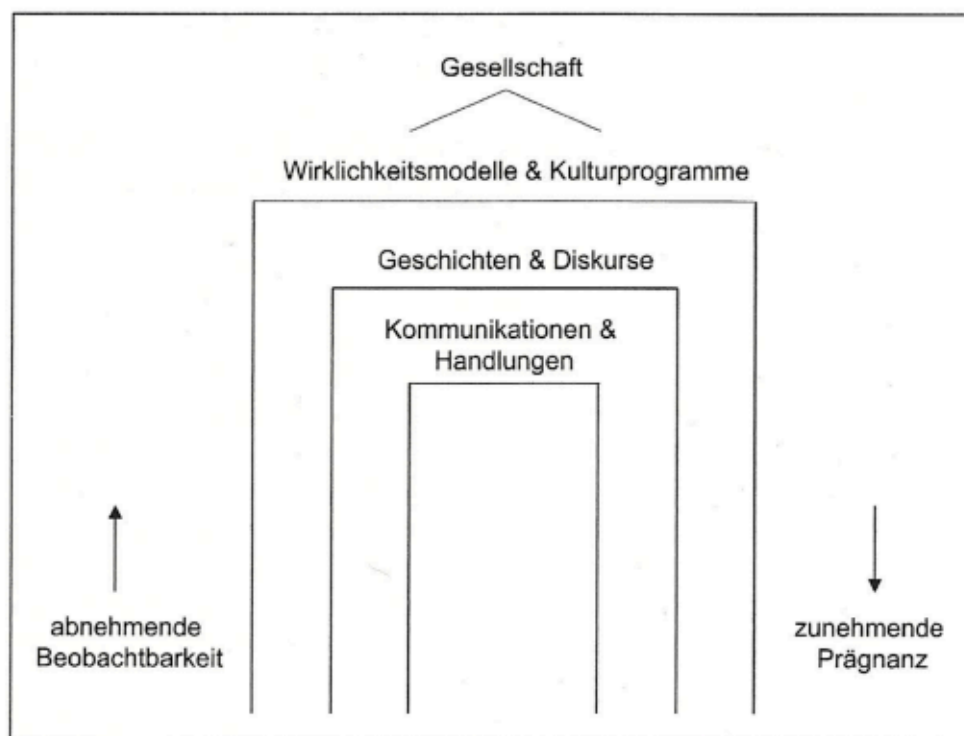 Gesellschaft
Wirklichkeitsmodelle & Kulturprogramme
Geschichten & Diskurse
Kommunikationen &
Handlungen
abnehmende
Beobachtbarkeit
zunehmende
Prägnanz